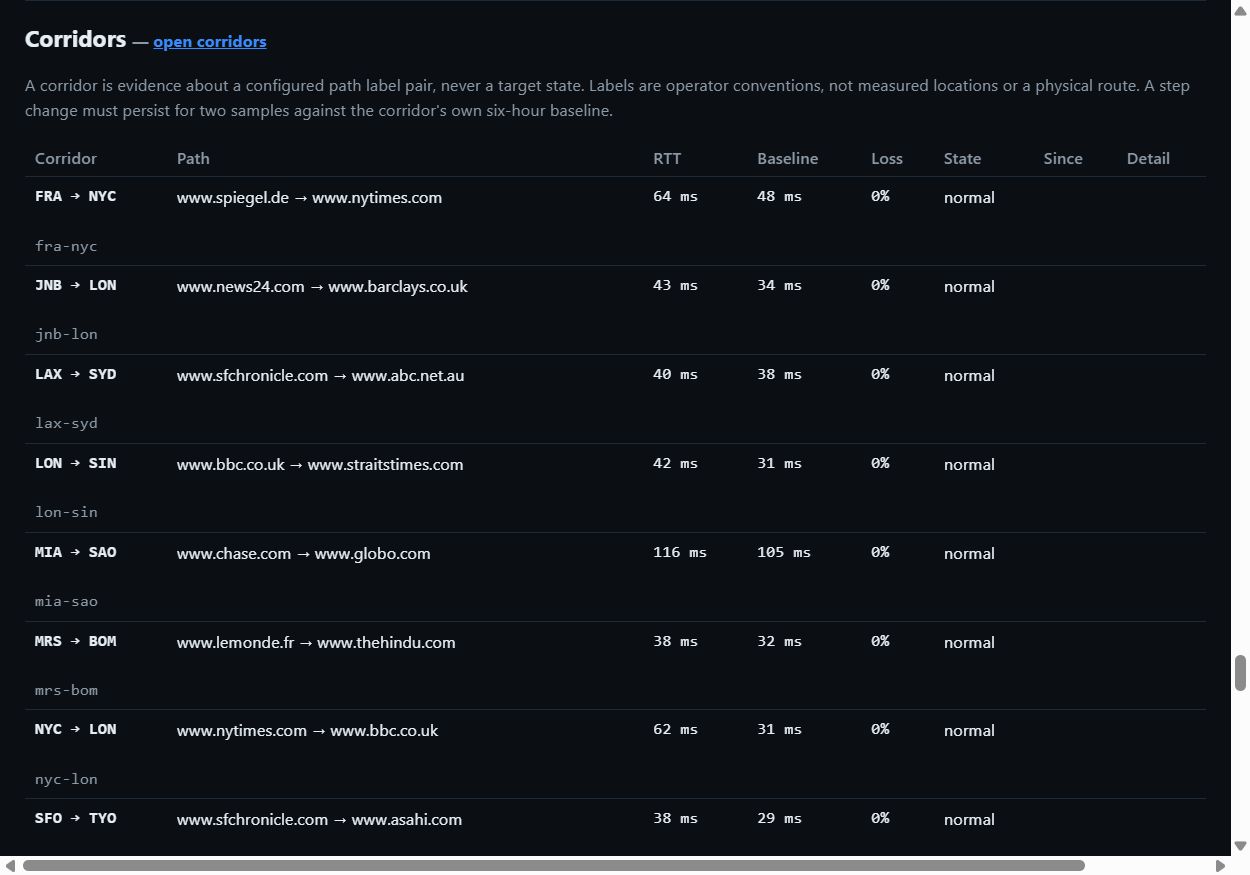 Corridors — open corridors
A corridor is evidence about a configured path label pair, never a target state. Labels are operator conventions, not measured locations or a physical route. A step
change must persist for two samples against the corridor's own six-hour baseline.
Corridor Path RTT Baseline Loss State Since Detail
FRA → NYC www.spiegel.de → www.nytimes.com 64 ms 48 ms 0% normal
fra-nyc
JNB → LON www.news24.com → www.barclays.co.uk 43 ms 34 ms 0% normal
jnb-lon
LAX → SYD www.sfchronicle.com → www.abc.net.au 40 ms 38 ms 0% normal
lax-syd
LON → SIN www.bbc.co.uk → www.straitstimes.com 42 ms 31 ms 0% normal
lon-sin
MIA → SAO www.chase.com → www.globo.com 116 ms 105 ms 0% normal
mia-sao
MRS → BOM www.lemonde.fr → www.thehindu.com 38 ms 32 ms 0% normal
mrs-bom
NYC → LON www.nytimes.com → www.bbc.co.uk 62 ms 31 ms 0% normal
nyc-lon
SFO → TYO www.sfchronicle.com → www.asahi.com 38 ms 29 ms 0% normal